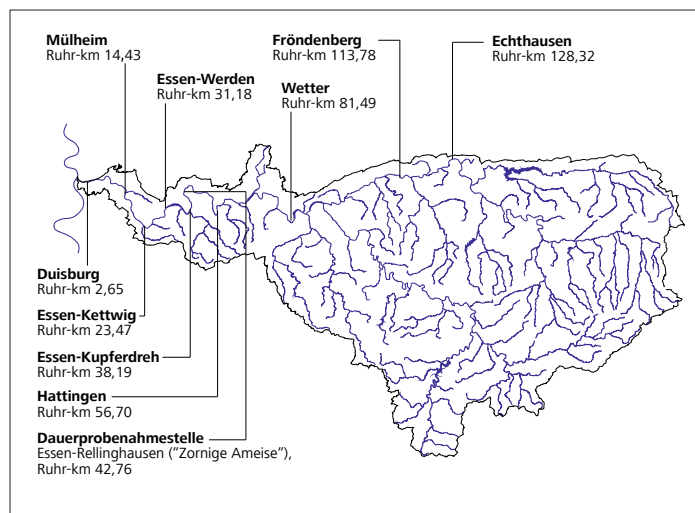 Mülheim
Ruhr-km 14,43
Essen-Werden
Ruhr-km 31,18
Fröndenberg
Ruhr-km 113,78
Wetter
Ruhr-km 81,49
Echthausen
Ruhr-km 128,32
Duisburg
Ruhr-km 2,65
Essen-Kettwig
Ruhr-km 23,47
Essen-Kupferdreh
Ruhr-km 38,19
Hattingen
Ruhr-km 56,70
Dauerprobenahmestelle
Essen-Rellinghausen (“Zornige Ameise”),
Ruhr-km 42,76